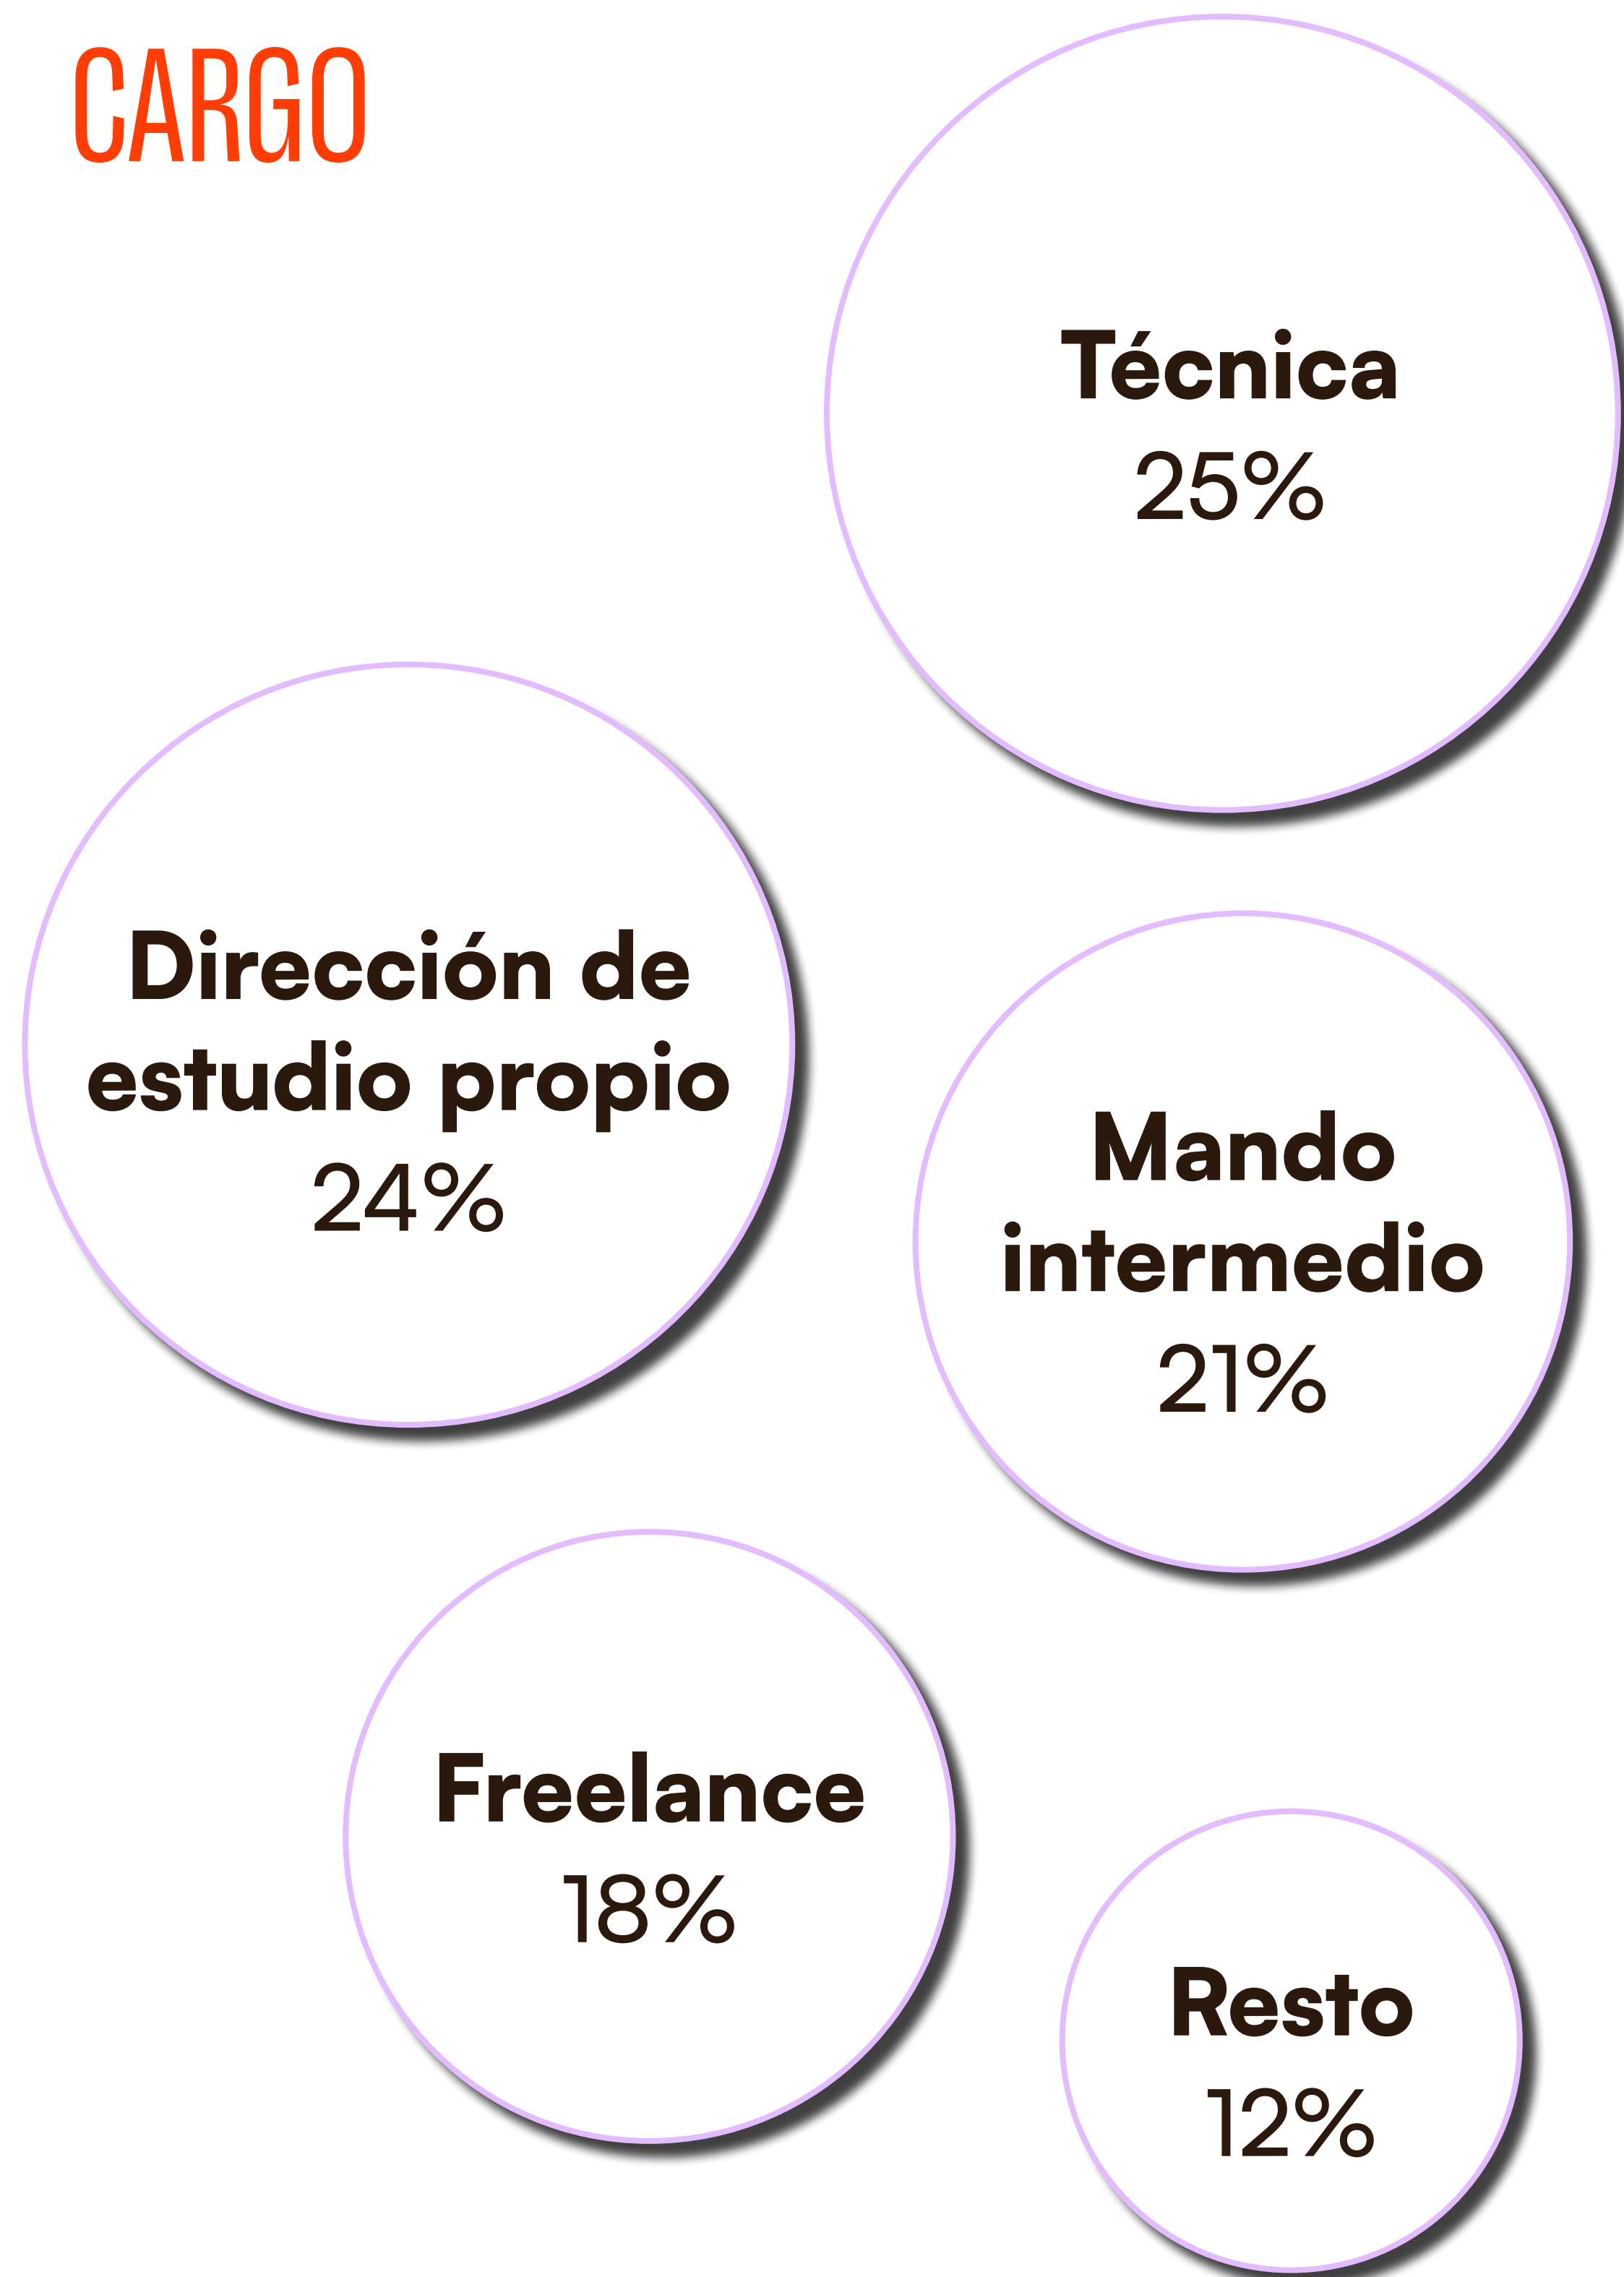 CARGO
Técnica
25%
Dirección de
estudio propio
24%
Mando
intermedio
21%
Freelance
18%
Resto
12%